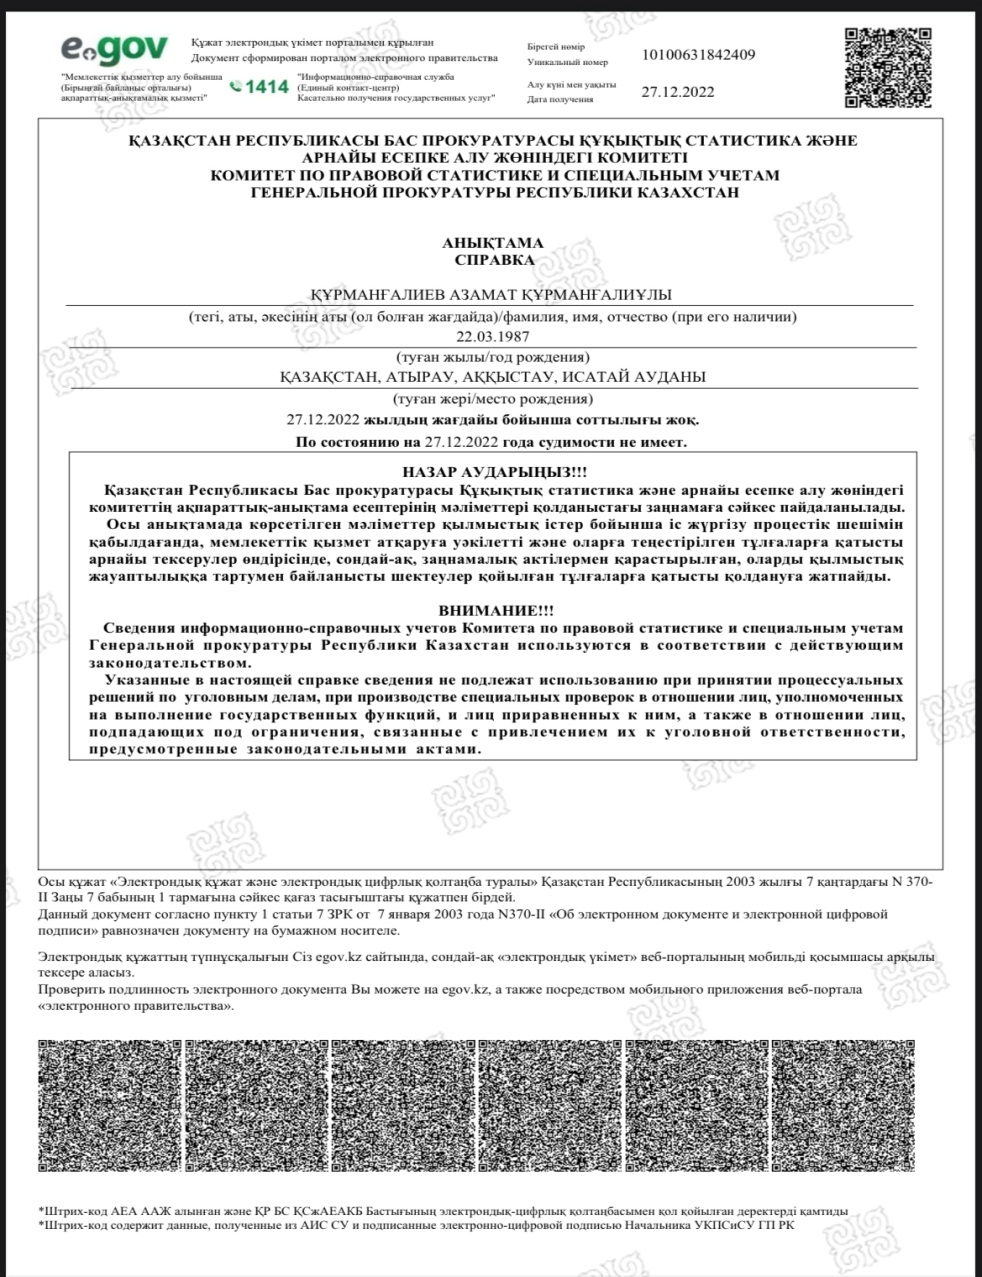 e.gov
Құжат электрондық үкімет порталымен құрылған
Документ сформирован порталом электронного правительства
"Мемлекеттік қызметтер алу бойынша
(Бірыңғай байланыс орталығы)
ақпараттық-анықтамалық қызметі"
1414
"Информационно-справочная служба
(Единый контакт-центр)
Касательно получения государственных услуг"
Бірегей нөмір
Уникальный номер
10100631842409
Алу күні мен уақыты
Дата получения
27.12.2022
ҚАЗАҚСТАН РЕСПУБЛИКАСЫ БАС ПРОКУРАТУРАСЫ ҚҰҚЫҚТЫҚ СТАТИСТИКА ЖӘНЕ
АРНАЙЫ ЕСЕПКЕ АЛУ ЖӨНІНДЕГІ КОМИТЕТІ
КОМИТЕТ ПО ПРАВОВОЙ СТАТИСТИКЕ И СПЕЦИАЛЬНЫМ УЧЕТАМ
ГЕНЕРАЛЬНОЙ ПРОКУРАТУРЫ РЕСПУБЛИКИ КАЗАХСТАН
АНЫҚТАМА
СПРАВКА
ҚҰРМАНҒАЛИЕВ АЗАМАТ ҚҰРМАНҒАЛИҰЛЫ
(тегі, аты, әкесінің аты (ол болған жағдайда)/фамилия, имя, отчество (при его наличии)
22.03.1987
(туған жылы/год рождения)
ҚАЗАҚСТАН, АТЫРАУ, АҚҚЫСТАУ, ИСАТАЙ АУДАНЫ
(туған жері/место рождения)
27.12.2022 жылдың жағдайы бойынша соттылығы жоқ.
По состоянию на 27.12.2022 года судимости не имеет.
НАЗАР АУДАРЫҢЫЗ!!!
Қазақстан Республикасы Бас прокуратурасы Құқықтық статистика және арнайы есепке алу жөніндегі
комитеттің ақпараттық-анықтама есептерінің мәліметтері қолданыстағы заңнамаға сәйкес пайдаланылады.
Осы анықтамада көрсетілген мәліметтер қылмыстық істер бойынша іс жүргізу процестік шешімін
қабылдағанда, мемлекеттік қызмет атқаруға уәкілетті және оларға теңестірілген тұлғаларға қатысты
арнайы тексерулер өндірісінде, сондай-ақ, заңнамалық актілермен қарастырылған, оларды қылмыстық
жауаптылыққа тартумен байланысты шектеулер қойылған тұлғаларға қатысты қолдануға жатпайды.
ВНИМАНИЕ!!!
Сведения информационно-справочных учетов Комитета по правовой статистике и специальным учетам
Генеральной прокуратуры Республики Казахстан используются в соответствии с действующим
законодательством.
Указанные в настоящей справке сведения не подлежат использованию при принятии процессуальных
решений по уголовным делам, при производстве специальных проверок в отношении лиц, уполномоченных
на выполнение государственных функций, и лиц приравненных к ним, а также в отношении лиц,
подпадающих под ограничения, связанные с привлечением их к уголовной ответственности,
предусмотренные законодательными актами.
Осы құжат «Электрондық құжат және электрондық цифрлық қолтаңба туралы» Қазақстан Республикасының 2003 жылғы 7 қаңтардағы N 370-
II Заңы 7 бабының 1 тармағына сәйкес қағаз тасығыштағы құжатпен бірдей.
Данный документ согласно пункту 1 статьи 7 ЗРК от 7 января 2003 года N370-II «Об электронном документе и электронной цифровой
подписи» равнозначен документу на бумажном носителе.
Электрондық құжаттың түпнұсқалығын Сіз egov.kz сайтында, сондай-ақ «электрондық үкімет» веб-порталының мобильді қосымшасы арқылы
тексере аласыз.
Проверить подлинность электронного документа Вы можете на egov.kz, а также посредством мобильного приложения веб-портала
«электронного правительства».
*Штрих-код АЕА ААЖ алынған және ҚР БС ҚСжАЕАКБ Бастығының электрондық-цифрлық қолтаңбасымен қол қойылған деректерді қамтиды
*Штрих-код содержит данные, полученные из АИС СУ и подписанные электронно-цифровой подписью Начальника УКПСиСУ ГП РК